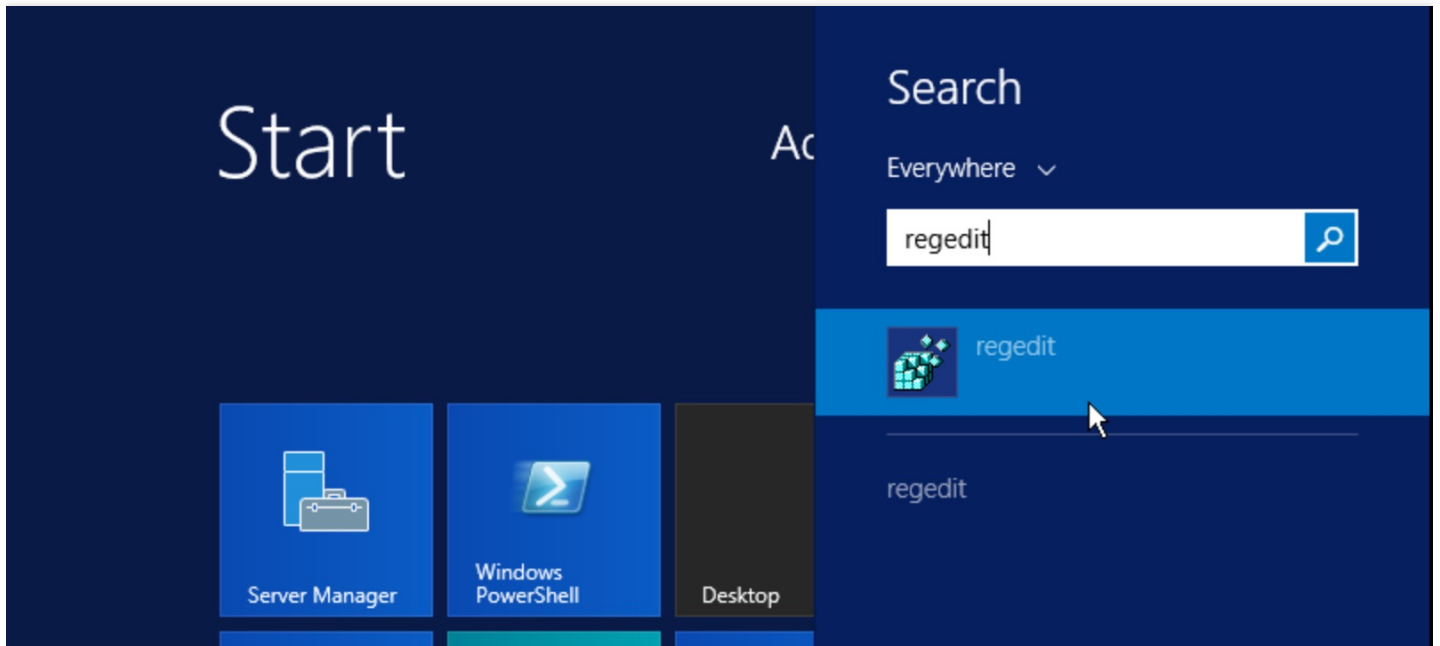 Start
Server Manager
Windows
PowerShell
Desktop
Search
Everywhere
regedit
regedit
regedit